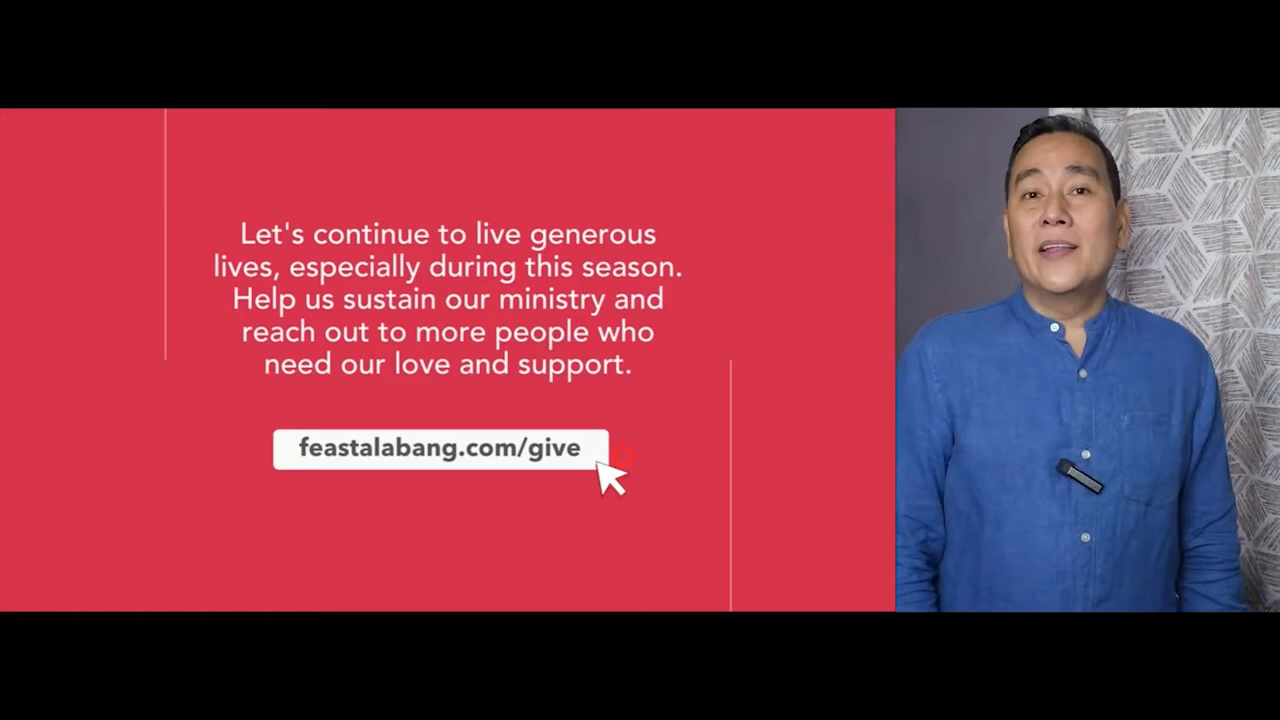 Let's continue to live generous
lives, especially during this season.
Help us sustain our ministry and
reach out to more people who
need our love and support.
feastalabang.com/give